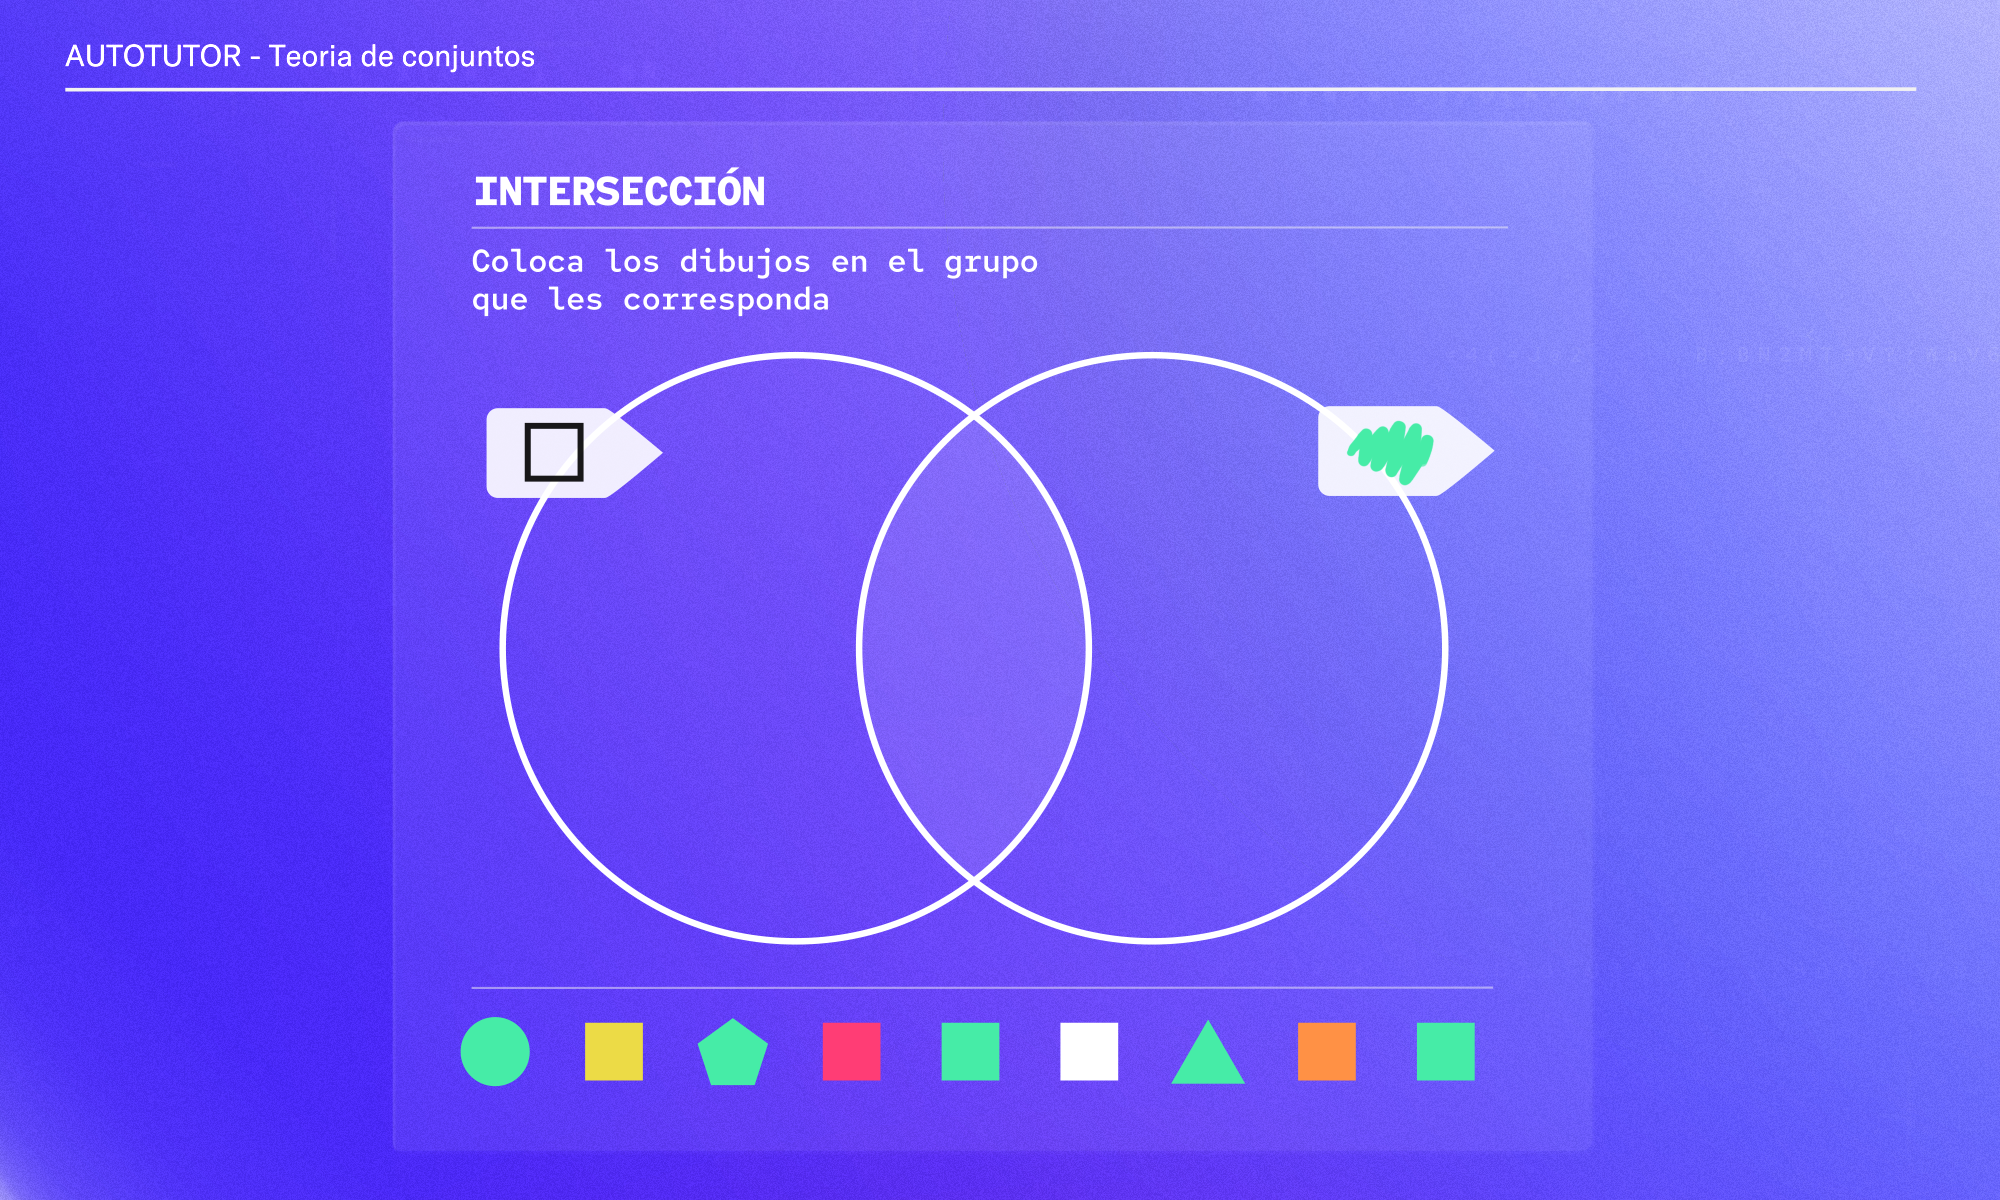 AUTOTUTOR - Teoria de conjuntos
INTERSECCIÓN
Coloca los dibujos en el grupo
que les corresponda